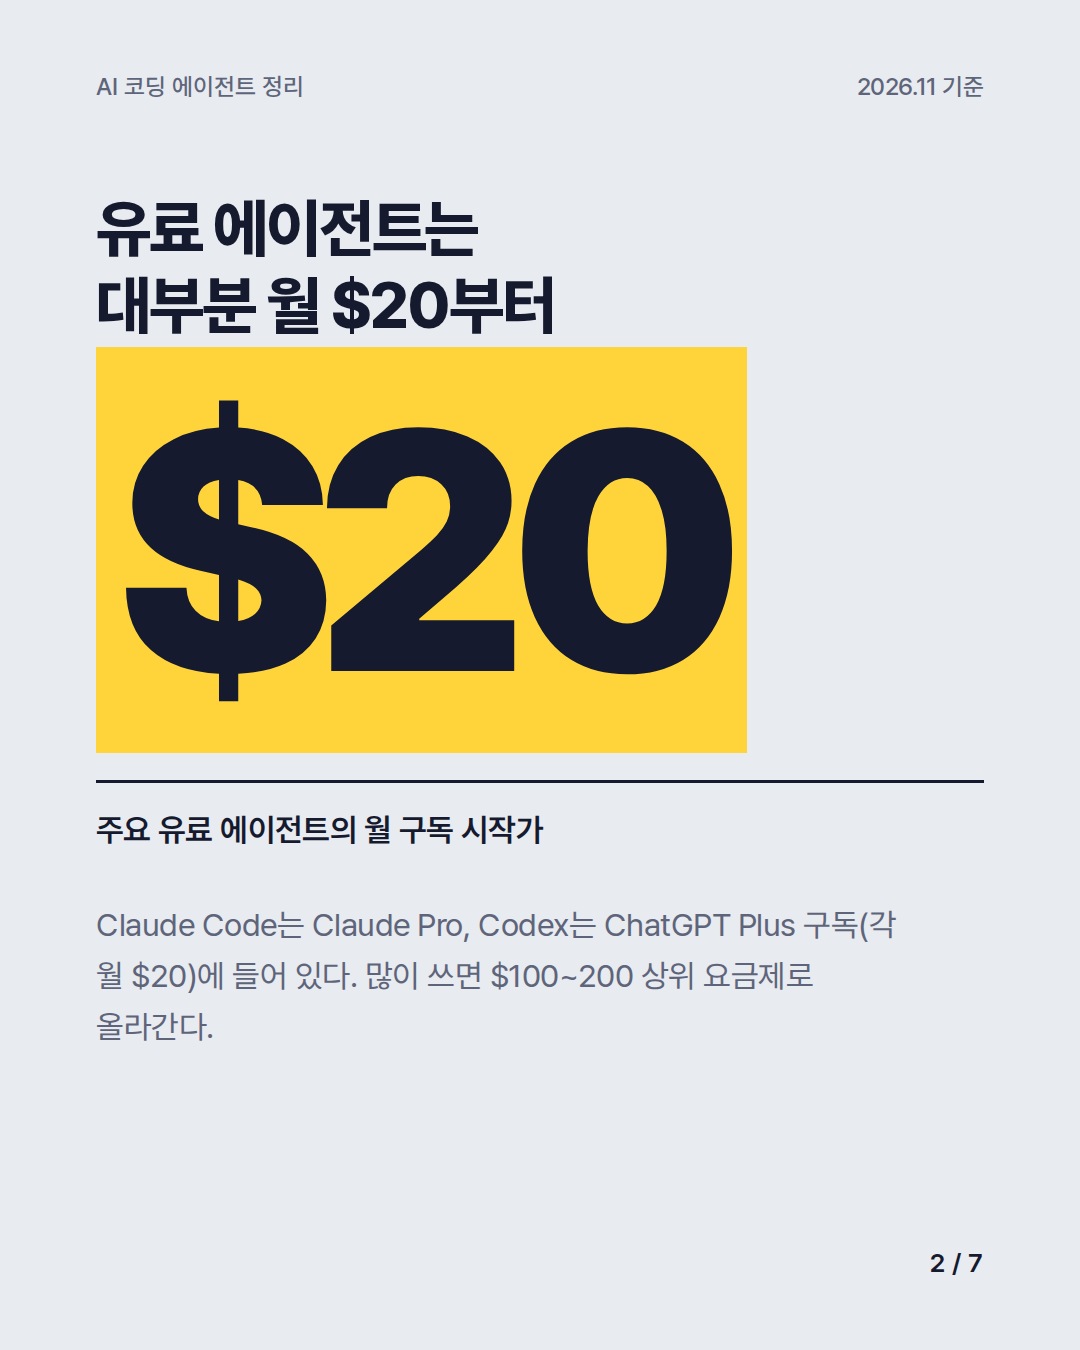 AI 코딩 에이전트 정리
2026.11 기준
유료 에이전트는
대부분 월 $20부터
$20
주요 유료 에이전트의 월 구독 시작가
Claude Code는 Claude Pro, Codex는 ChatGPT Plus 구독(각
월 $20)에 들어 있다. 많이 쓰면 $100~200 상위 요금제로
올라간다.
2 / 7